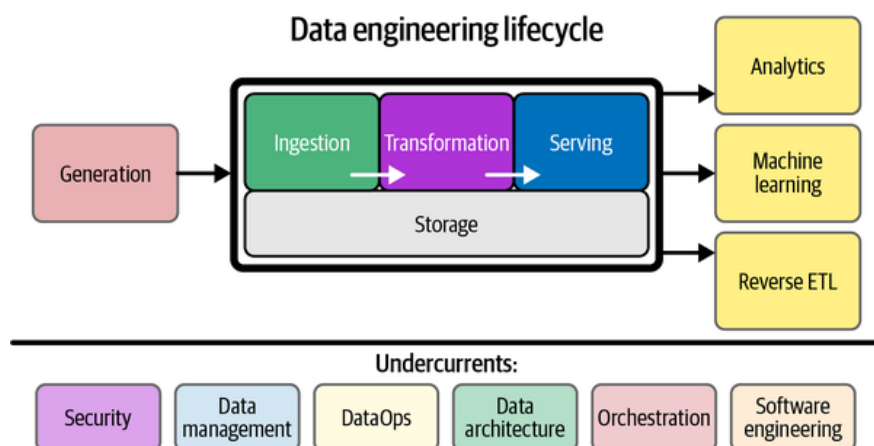 Data engineering lifecycle
Generation
Ingestion
Transformation
Serving
Storage
Analytics
Machine
learning
Reverse ETL
Undercurrents:
Security
Data
management
DataOps
Data
architecture
Orchestration
Software
engineering